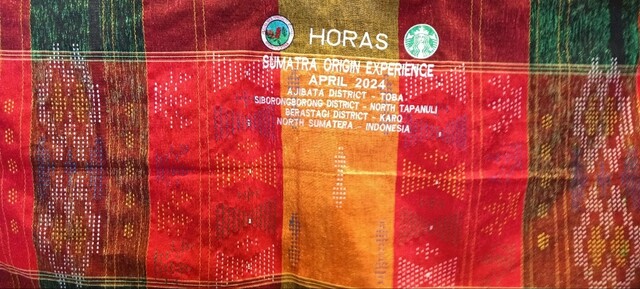 HORAS
SUMATRA ORIGIN EXPERIENCE
APRIL 2024
AJIBATA DISTRICT - TOBA
SIBORONGBORONG DISTRICT - NORTH TAPANULI
BERASTAGI DISTRICT - KARO
NORTH SUMATERA - INDONESIA